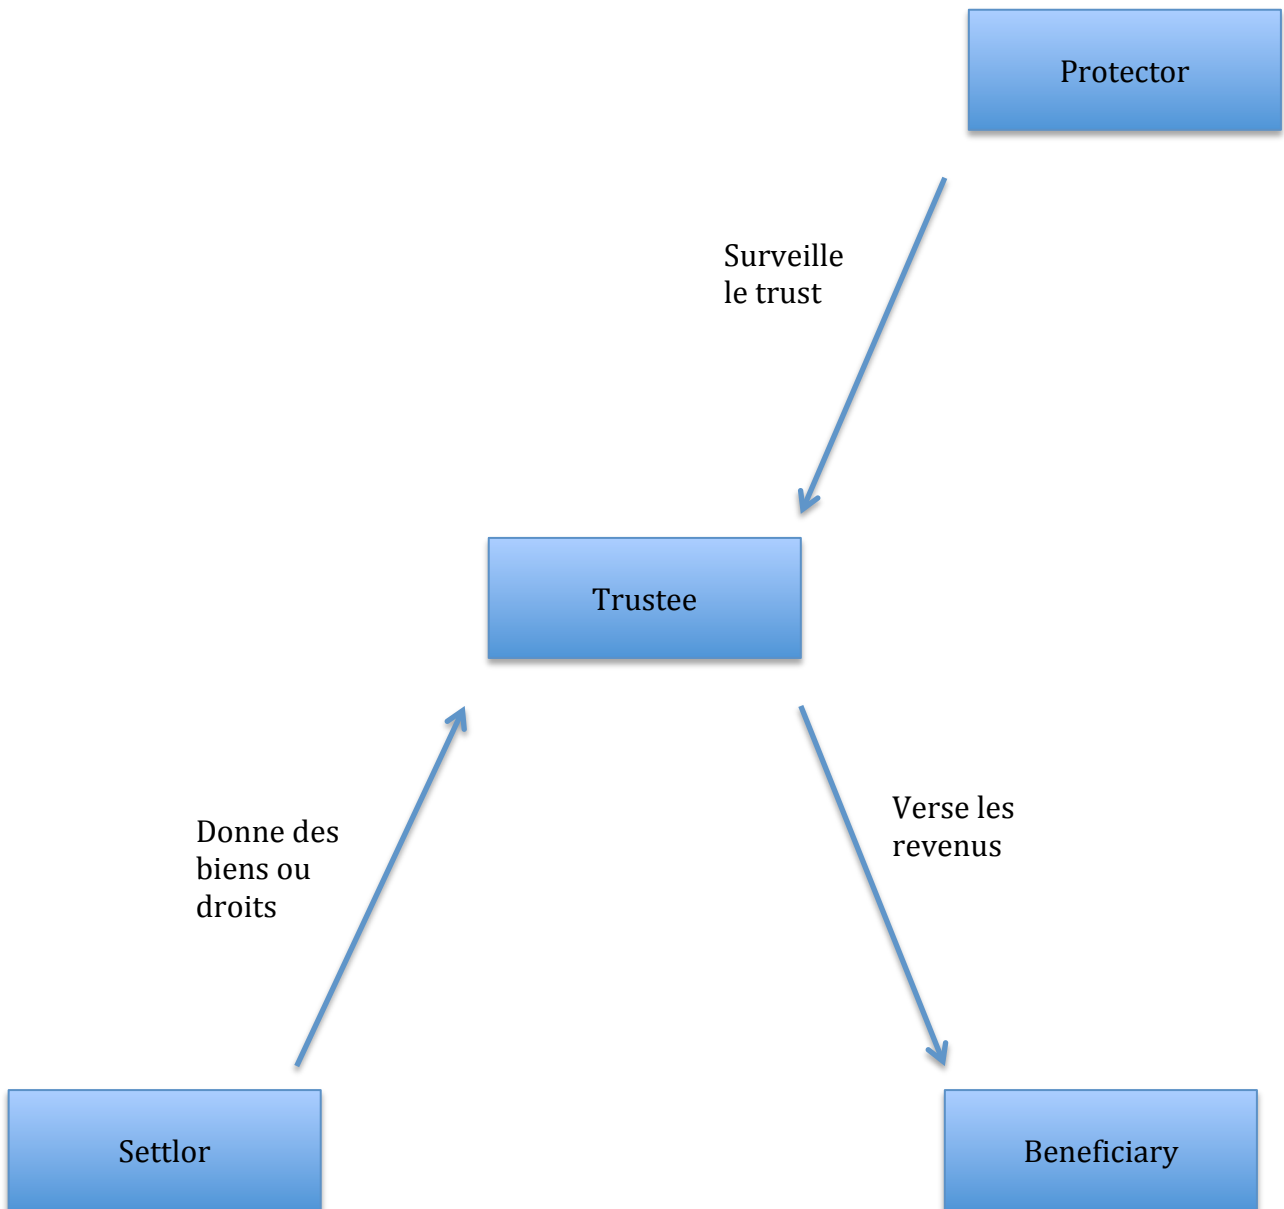 Protector
Surveille
le trust
Trustee
Donne des
biens ou
droits
Verse les
revenus
Settlor
Beneficiary